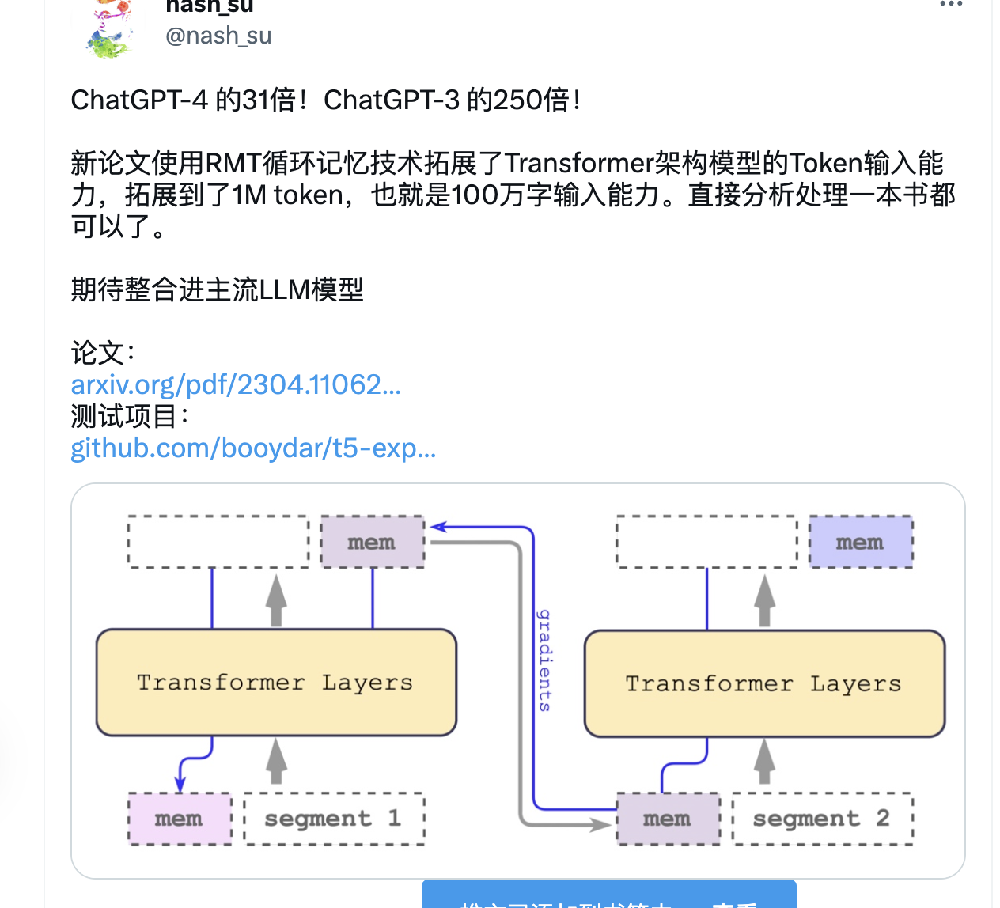 nash_su
@nash_su
ChatGPT-4 的31倍！ChatGPT-3 的250倍！
新论文使用RMT循环记忆技术拓展了Transformer架构模型的Token输入能
力，拓展到了1M token，也就是100万字输入能力。直接分析处理一本书都
可以了。
期待整合进主流LLM模型
论文：
arxiv.org/pdf/2304.11062…
测试项目：
github.com/booydar/t5-exp…
mem
mem
gradients
Transformer Layers
Transformer Layers
mem
segment 1
mem
segment 2